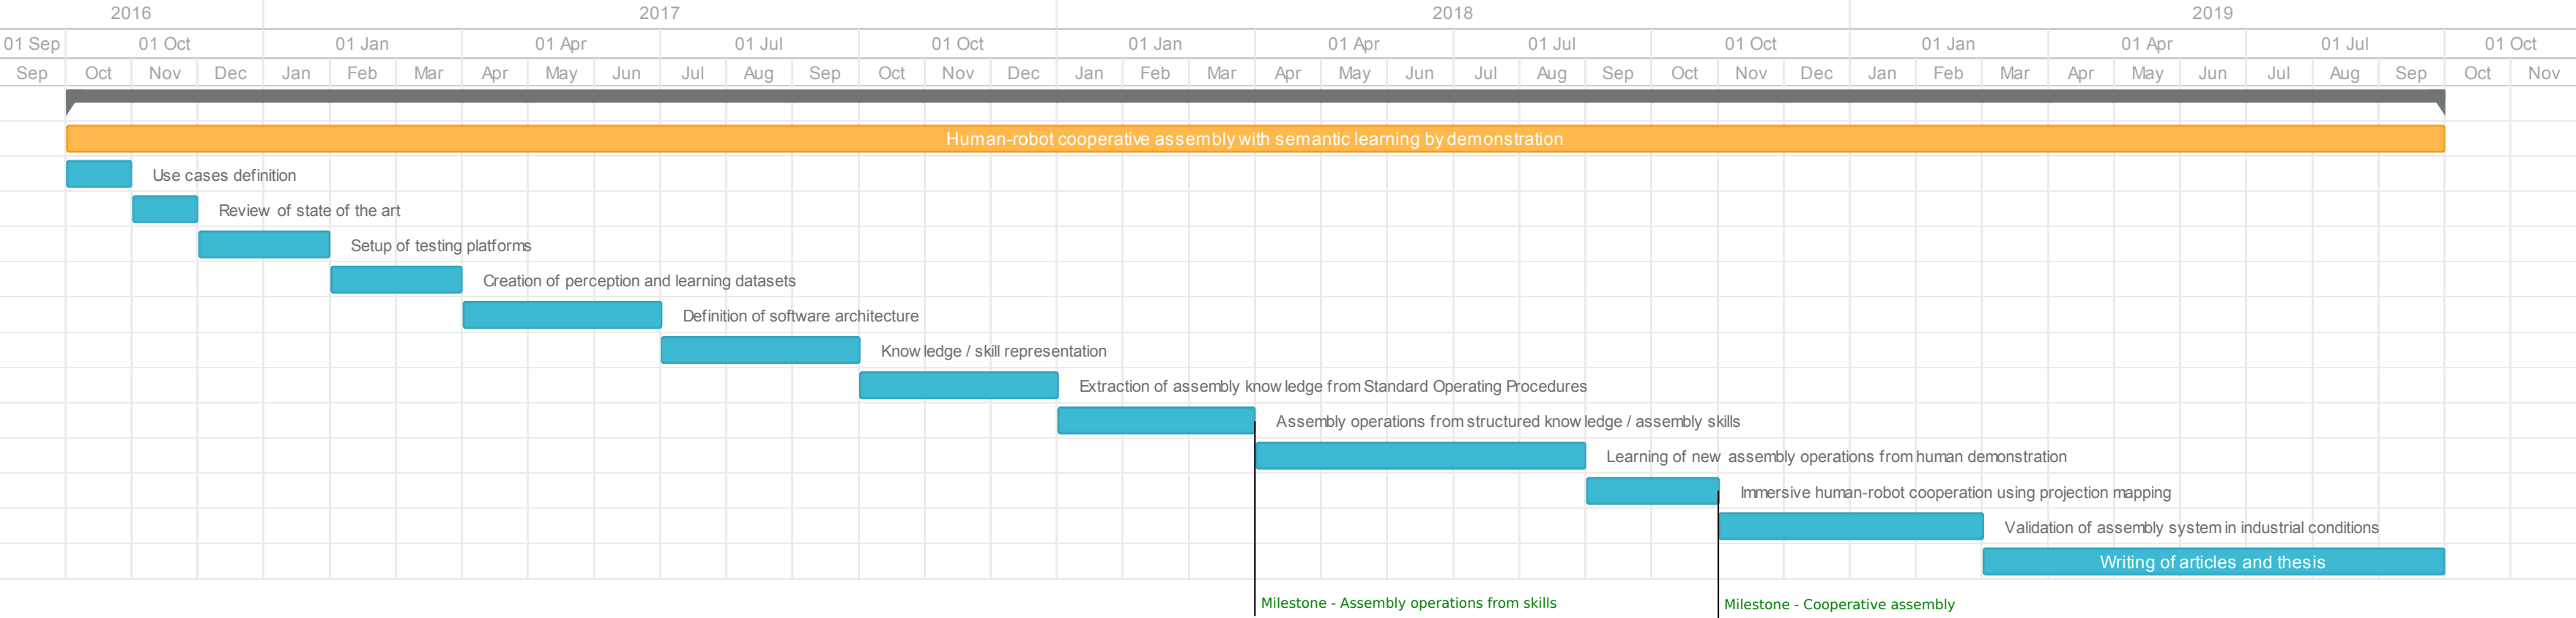 2016 2017 2018 2019
01 Sep 01 Oct 01 Jan 01 Apr 01 Jul 01 Oct 01 Jan 01 Apr 01 Jul 01 Oct 01 Jan 01 Apr 01 Jul 01 Oct
Sep Oct Nov Dec Jan Feb Mar Apr May Jun Jul Aug Sep Oct Nov Dec Jan Feb Mar Apr May Jun Jul Aug Sep Oct Nov Dec Jan Feb Mar Apr May Jun Jul Aug Sep Oct Nov
Human-robot cooperative assembly with semantic learning by demonstration
Use cases definition
Review of state of the art
Setup of testing platforms
Creation of perception and learning datasets
Definition of software architecture
Knowledge / skill representation
Extraction of assembly knowledge from Standard Operating Procedures
Assembly operations from structured knowledge / assembly skills
Learning of new assembly operations from human demonstration
Immersive human-robot cooperation using projection mapping
Validation of assembly system in industrial conditions
Writing of articles and thesis
Milestone - Assembly operations from skills
Milestone - Cooperative assembly